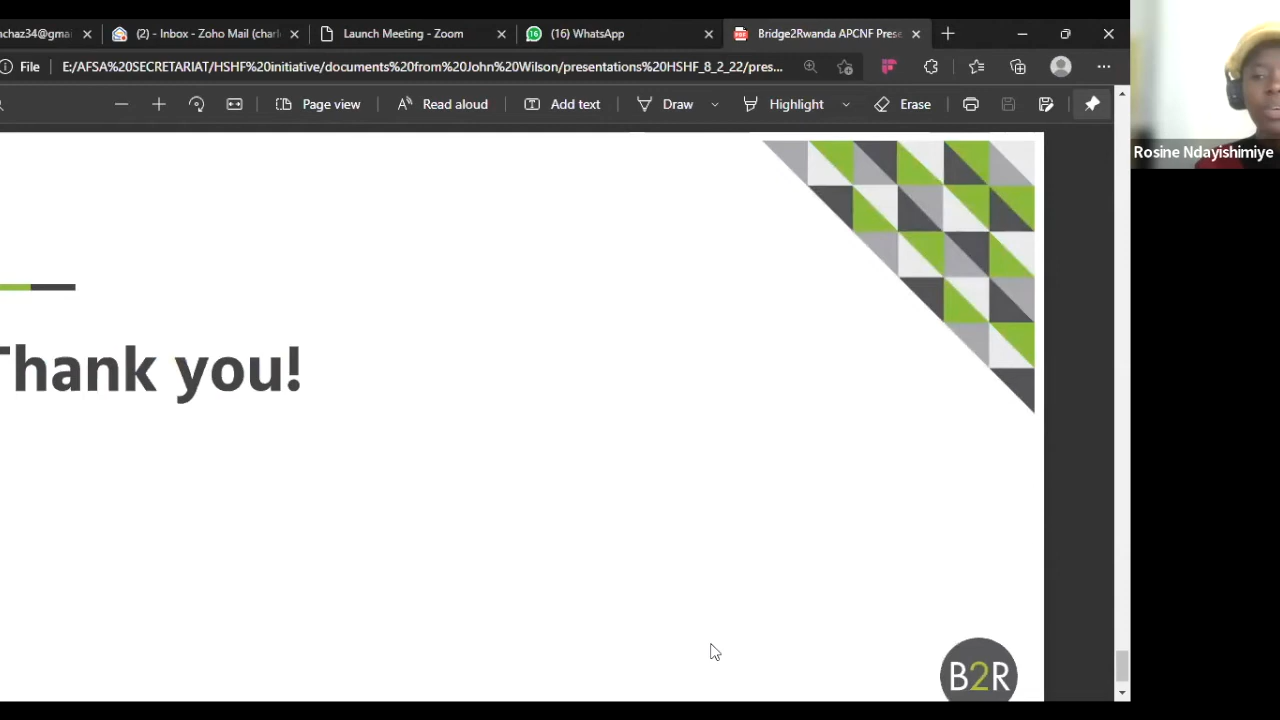 achaz34@gmai
(2) - Inbox - Zoho Mail (charl
Launch Meeting - Zoom
(16) WhatsApp
Bridge2Rwanda APCNF Prese
File
E:/AFSA%20SECRETARIAT/HSHF%20initiative/documents%20from%20John%20Wilson/presentations%20HSHF_8_2_22/pres...
Page view
Read aloud
Add text
Draw
Highlight
Erase
Rosine Ndayishimiye
Thank you!
B2R